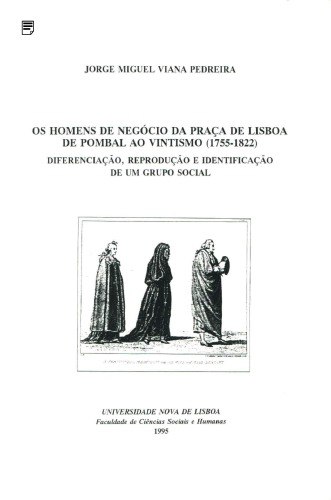 JORGE MIGUEL VIANA PEDREIRA
OS HOMENS DE NEGÓCIO DA PRAÇA DE LISBOA
DE POMBAL AO VINTISMO (1755-1822)
DIFERENCIAÇÃO, REPRODUÇÃO E IDENTIFICAÇÃO
DE UM GRUPO SOCIAL
UNIVERSIDADE NOVA DE LISBOA
Faculdade de Ciências Sociais e Humanas
1995